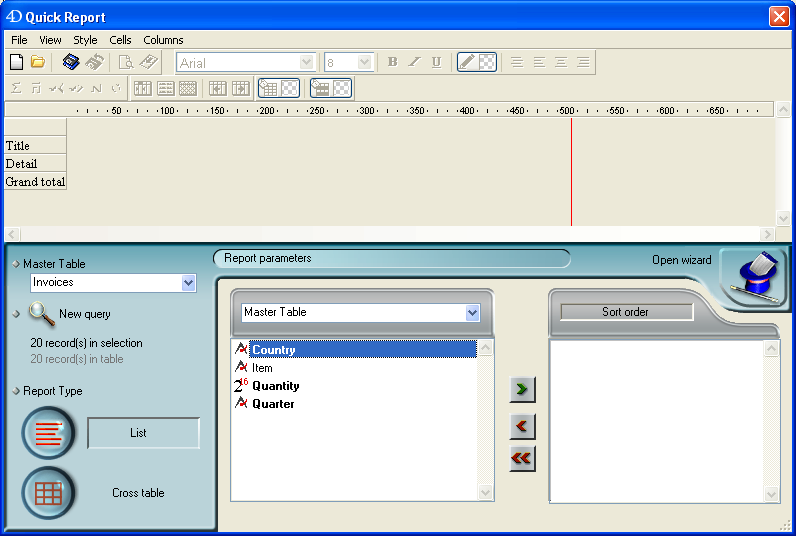 4D Quick Report
File View Style Cells Columns
Arial 8 B I U
50 100 150 200 250 300 350 400 450 500 550 600 650
Title
Detail
Grand total
Master Table
Invoices
New query
20 record(s) in selection
20 record(s) in table
Report Type
List
Cross table
Report parameters
Open wizard
Master Table
Country
Item
216 Quantity
Quarter
Sort order